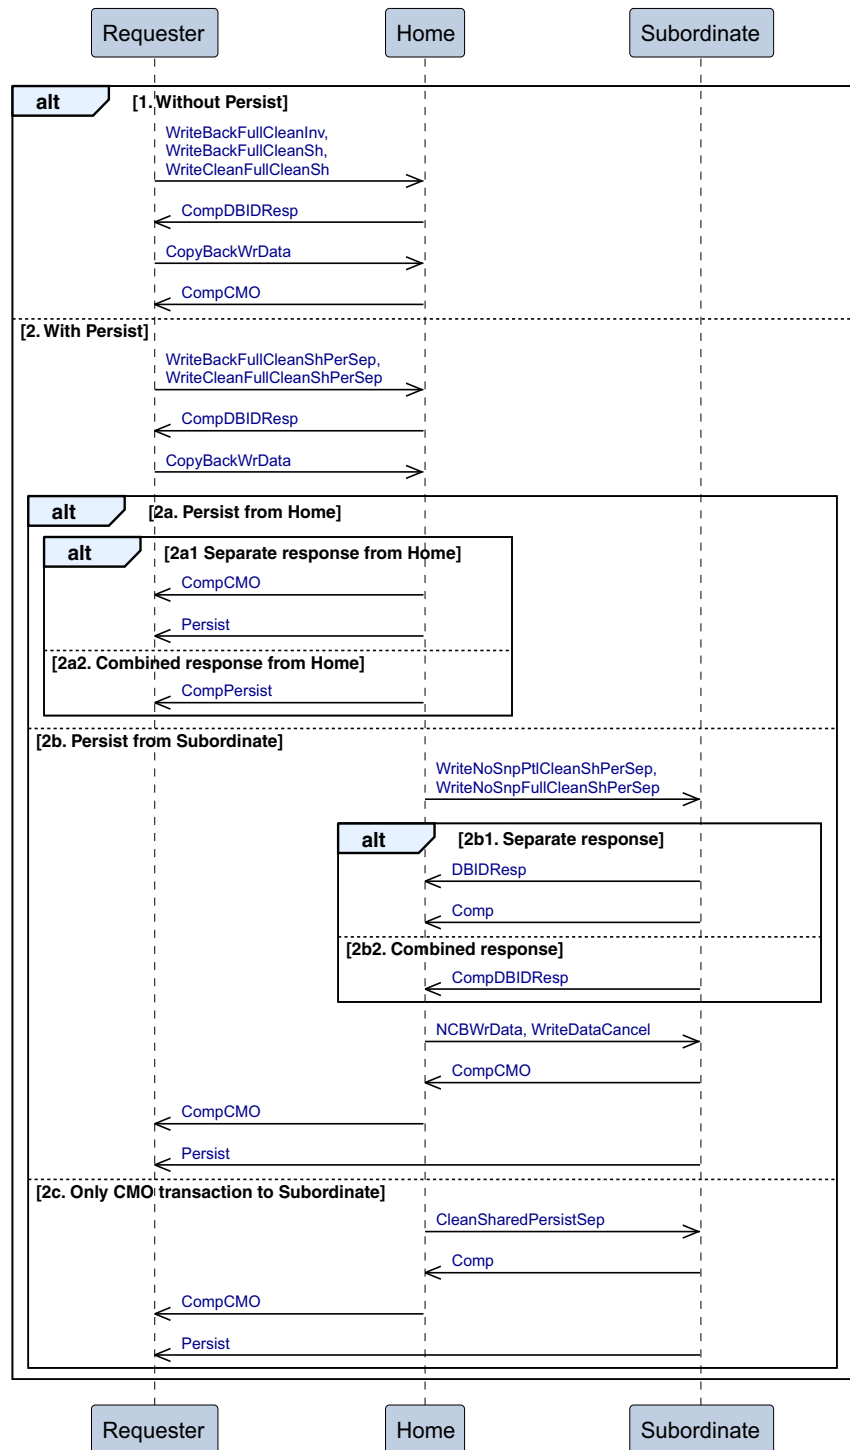 Requester
Home
Subordinate
alt
[1. Without Persist]
WriteBackFullCleanInv,
WriteBackFullCleanSh,
WriteCleanFullCleanSh
CompDBIDResp
CopyBackWrData
CompCMO
[2. With Persist]
WriteBackFullCleanShPerSep,
WriteCleanFullCleanShPerSep
CompDBIDResp
CopyBackWrData
alt
[2a. Persist from Home]
alt
[2a1 Separate response from Home]
CompCMO
Persist
[2a2. Combined response from Home]
CompPersist
[2b. Persist from Subordinate]
WriteNoSnpPtlCleanShPerSep,
WriteNoSnpFullCleanShPerSep
alt
[2b1. Separate response]
DBIDResp
Comp
[2b2. Combined response]
CompDBIDResp
NCBWrData, WriteDataCancel
CompCMO
CompCMO
Persist
[2c. Only CMO transaction to Subordinate]
CleanSharedPersistSep
Comp
CompCMO
Persist
Requester
Home
Subordinate